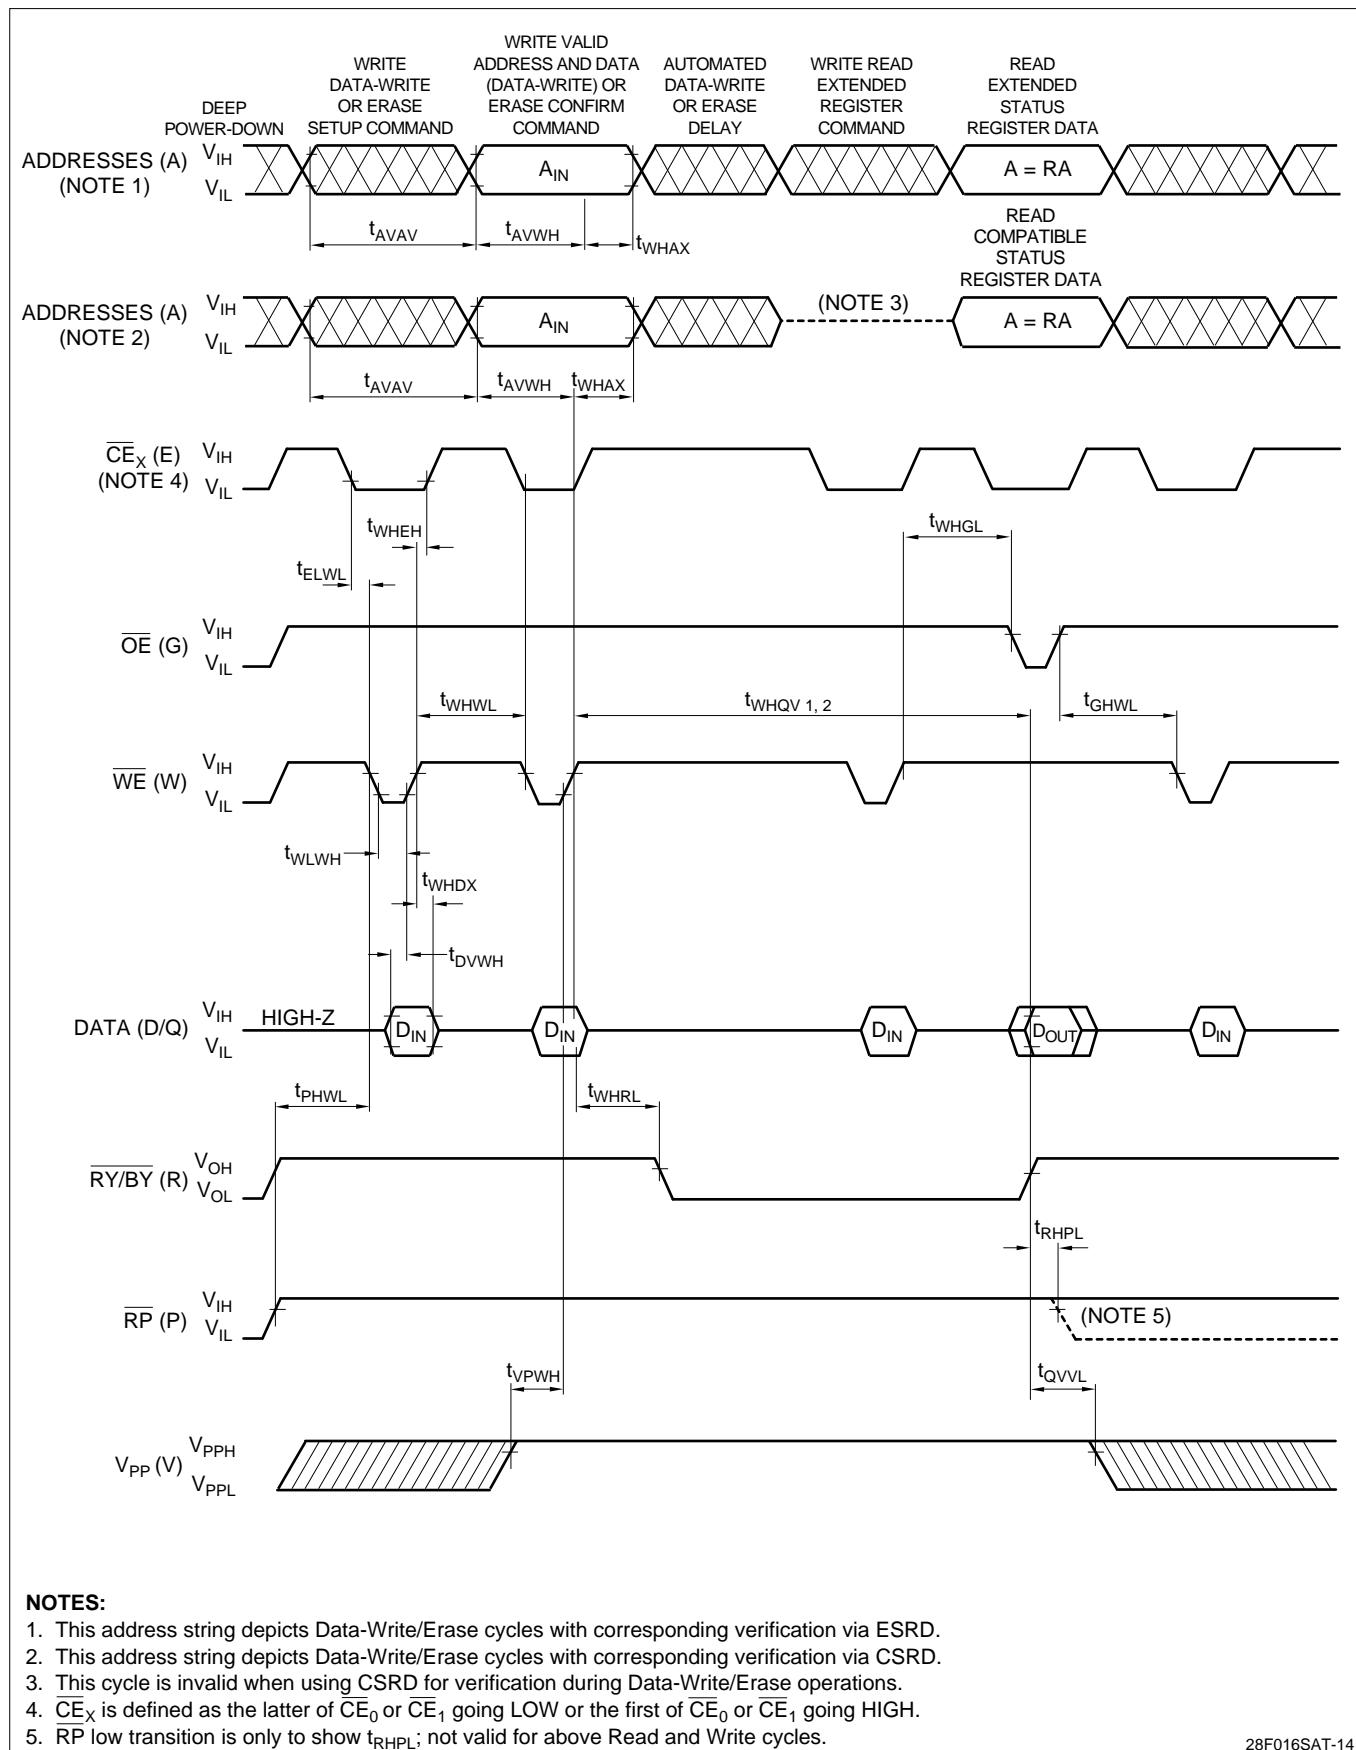 DEEP
POWER-DOWN
WRITE
DATA-WRITE
OR ERASE
SETUP COMMAND
WRITE VALID
ADDRESS AND DATA
(DATA-WRITE) OR
ERASE CONFIRM
COMMAND
AUTOMATED
DATA-WRITE
OR ERASE
DELAY
WRITE READ
EXTENDED
REGISTER
COMMAND
READ
EXTENDED
STATUS
REGISTER DATA
ADDRESSES (A)
(NOTE 1)
VIH
VIL
AIN
A = RA
tAVAV
tAVWH
tWHAX
READ
COMPATIBLE
STATUS
REGISTER DATA
ADDRESSES (A)
(NOTE 2)
VIH
VIL
AIN
(NOTE 3)
A = RA
tAVAV
tAVWH
tWHAX
CEX (E)
(NOTE 4)
VIH
VIL
tWHEH
tWHGL
tELWL
OE (G)
VIH
VIL
tWHWL
tWHQV 1, 2
tGHWL
WE (W)
VIH
VIL
tWLWH
tWHDX
tDVWH
DATA (D/Q)
VIH
VIL
HIGH-Z
DIN
DIN
DIN
DOUT
DIN
tPHWL
tWHRL
RY/BY (R)
VOH
VOL
tRHPL
RP (P)
VIH
VIL
(NOTE 5)
tVPWH
tQVVL
VPP (V)
VPPH
VPPL
NOTES:
1. This address string depicts Data-Write/Erase cycles with corresponding verification via ESRD.
2. This address string depicts Data-Write/Erase cycles with corresponding verification via CSRD.
3. This cycle is invalid when using CSRD for verification during Data-Write/Erase operations.
4. CEX is defined as the latter of CE0 or CE1 going LOW or the first of CE0 or CE1 going HIGH.
5. RP low transition is only to show tRHPL; not valid for above Read and Write cycles.
28F016SAT-14